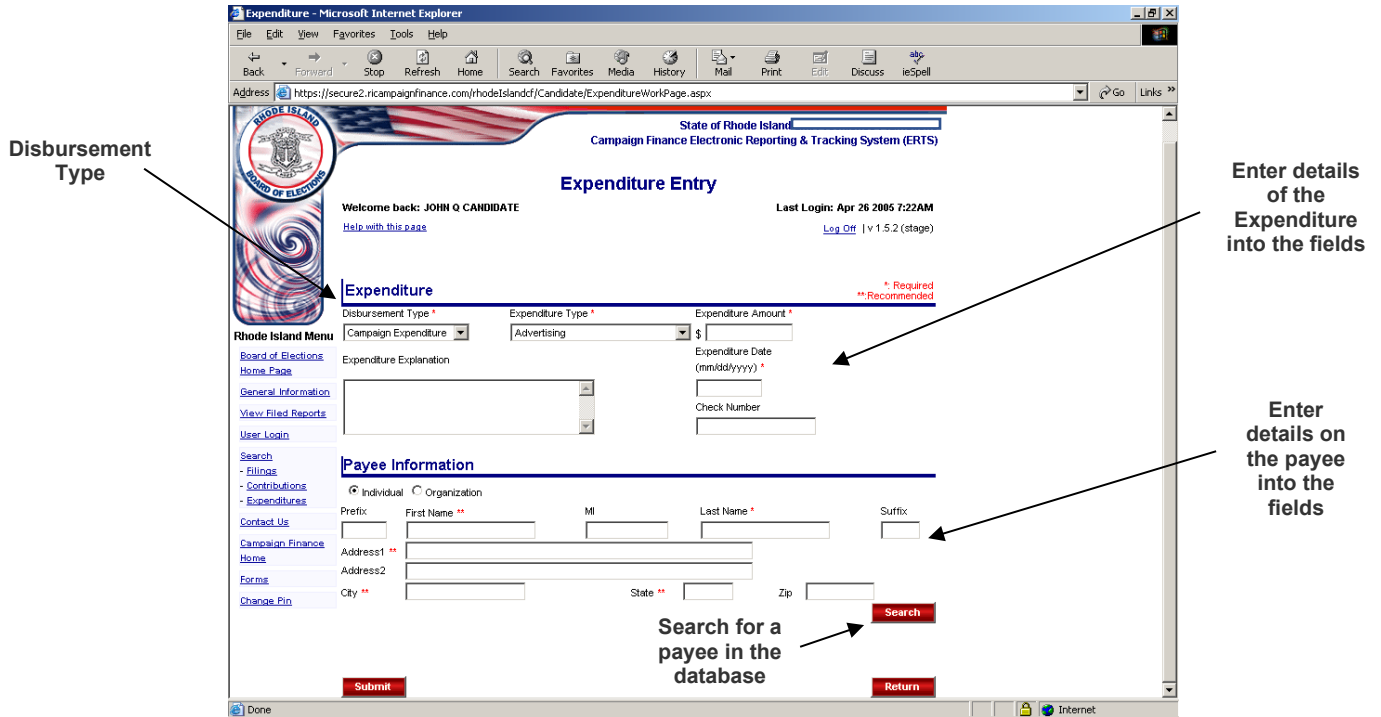 Expenditure - Microsoft Internet Explorer
File Edit View Favorites Tools Help
Back Forward Stop Refresh Home Search Favorites Media History Mail Print Edit Discuss ieSpell
Address https://secure2.ricampaignfinance.com/rhodeIslandcf/Candidate/ExpenditureWorkPage.aspx Go Links »
RHODE ISLAND
BOARD OF ELECTIONS
State of Rhode Island
Campaign Finance Electronic Reporting & Tracking System (ERTS)
Expenditure Entry
Welcome back: JOHN Q CANDIDATE Last Login: Apr 26 2005 7:22AM
Help with this page Log Off | v 1.5.2 (stage)
Disbursement
Type
Enter details
of the
Expenditure
into the fields
Expenditure
*: Required
**:Recommended
Disbursement Type * Expenditure Type * Expenditure Amount *
Campaign Expenditure Advertising $
Expenditure Explanation
Expenditure Date
(mm/dd/yyyy) *
Check Number
Rhode Island Menu
Board of Elections
Home Page
General Information
View Filed Reports
User Login
Search
- Filings
- Contributions
- Expenditures
Contact Us
Campaign Finance
Home
Forms
Change Pin
Payee Information
Individual Organization
Prefix First Name ** MI Last Name * Suffix
Address1 **
Address2
City ** State ** Zip
Search
Enter
details on
the payee
into the
fields
Search for a
payee in the
database
Submit Return
Done Internet